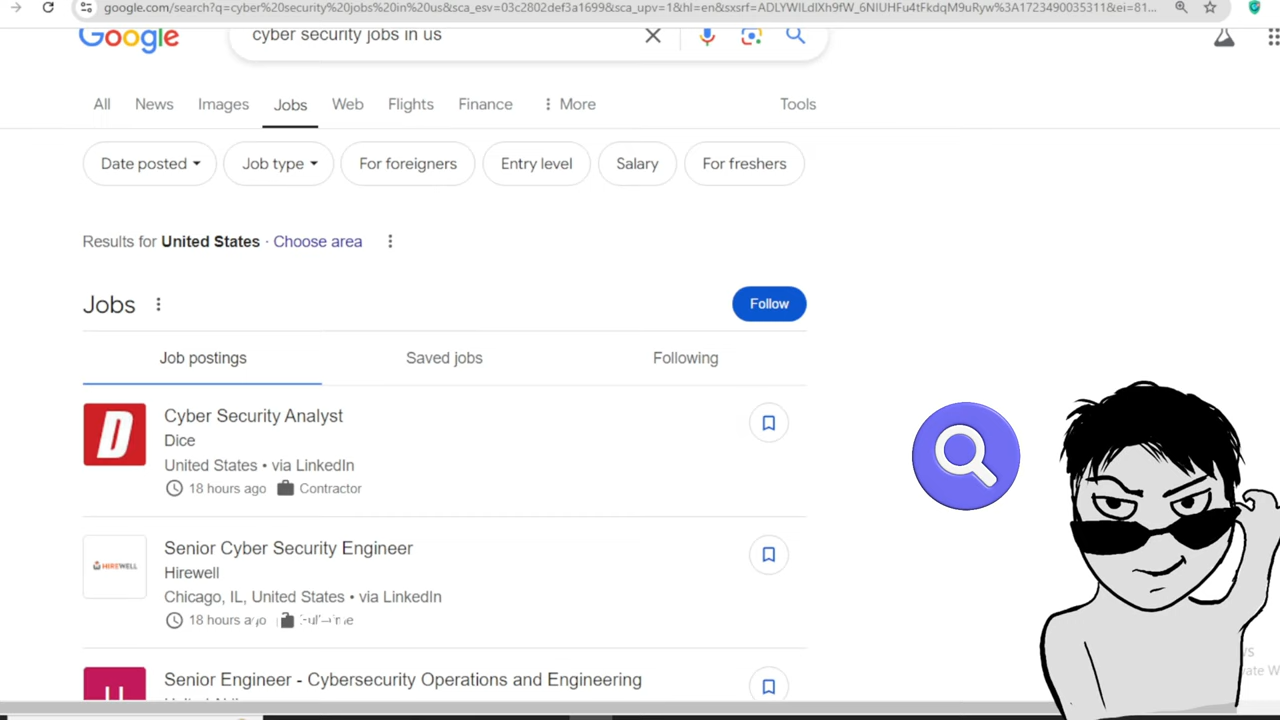 google.com/search?q=cyber%20security%20jobs%20in%20us&sca_esv=03c2802def3a1699&sca_upv=1&hl=en&sxsrf=
Google
cyber security jobs in us
All News Images Jobs Web Flights Finance More Tools
Date posted Job type For foreigners Entry level Salary For freshers
Results for United States · Choose area
Jobs
Follow
Job postings Saved jobs Following
D
Cyber Security Analyst
Dice
United States • via LinkedIn
18 hours ago Contractor
HIREWELL
Senior Cyber Security Engineer
Hirewell
Chicago, IL, United States • via LinkedIn
18 hours ago
Senior Engineer - Cybersecurity Operations and Engineering